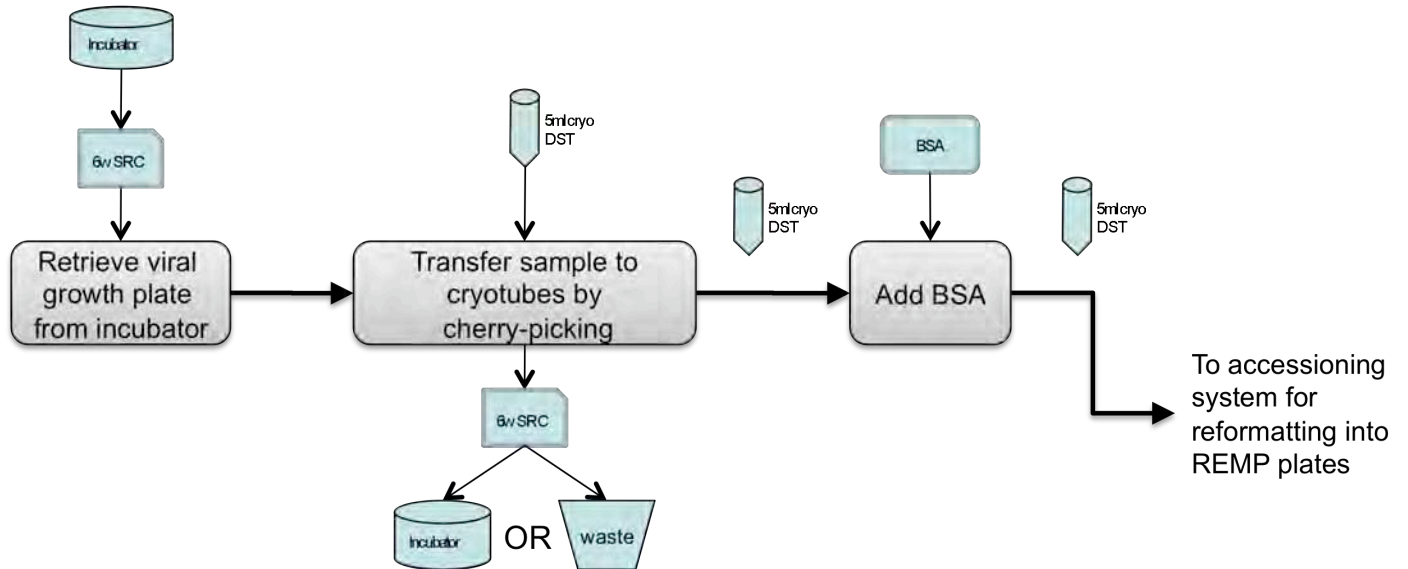 Incubator
6w SRC
5ml cryo
DST
BSA
5ml cryo
DST
5ml cryo
DST
Retrieve viral
growth plate
from incubator
Transfer sample to
cryotubes by
cherry-picking
Add BSA
To accessioning
system for
reformatting into
REMP plates
6w SRC
Incubator
OR
waste